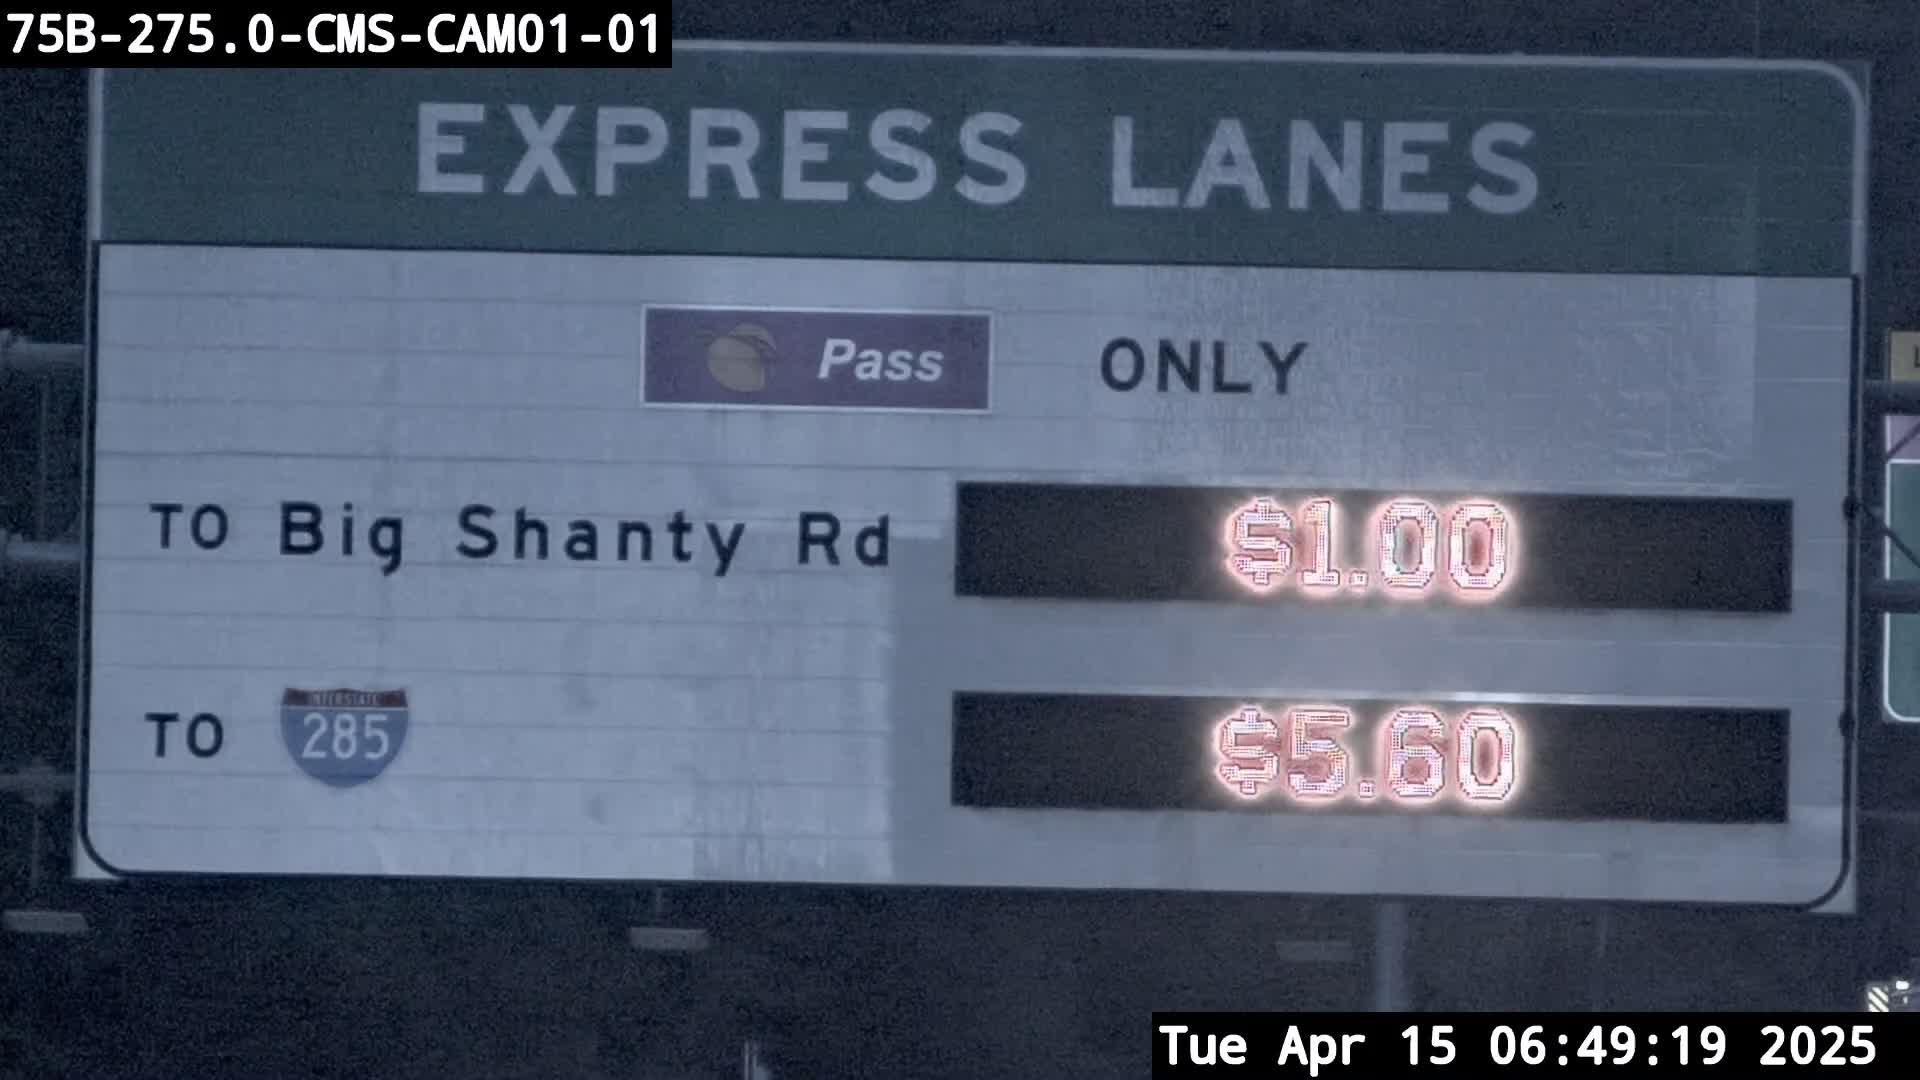 75B-275.0-CMS-CAM01-01
EXPRESS LANES
Pass ONLY
TO Big Shanty Rd $1.00
INTERSTATE
TO 285 $5.60
Tue Apr 15 06:49:19 2025